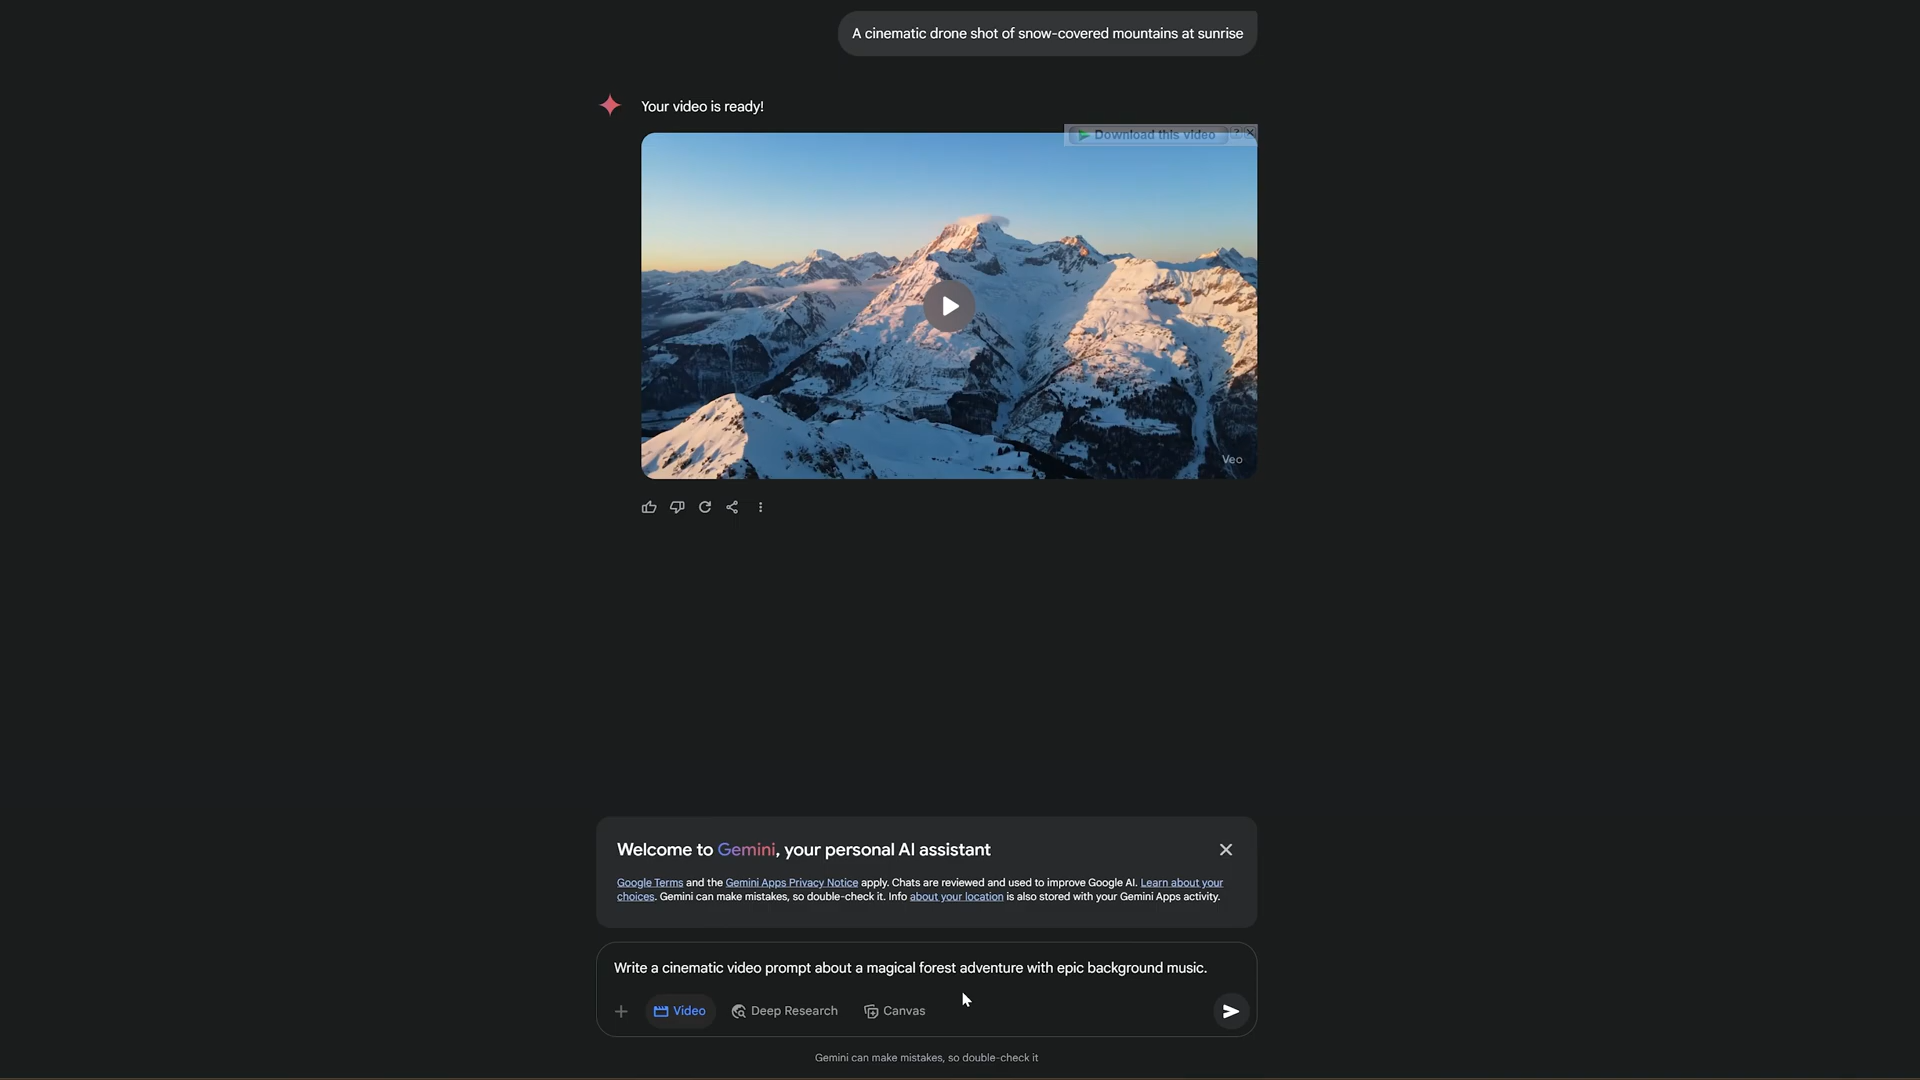 A cinematic drone shot of snow-covered mountains at sunrise
Your video is ready!
Download this video ? X
Veo
Welcome to Gemini, your personal AI assistant
Google Terms and the Gemini Apps Privacy Notice apply. Chats are reviewed and used to improve Google AI. Learn about your
choices. Gemini can make mistakes, so double-check it. Info about your location is also stored with your Gemini Apps activity.
Write a cinematic video prompt about a magical forest adventure with epic background music.
Video Deep Research Canvas
Gemini can make mistakes, so double-check it